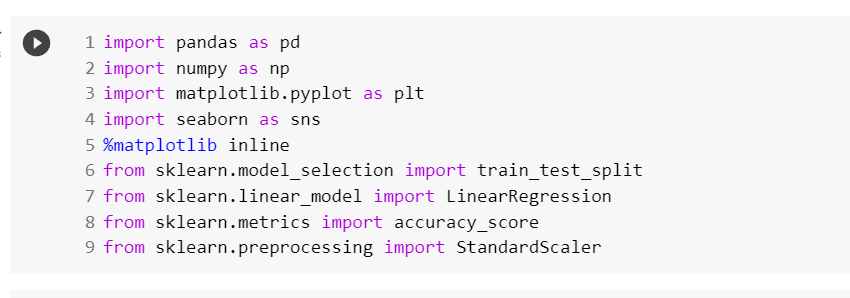 1 import pandas as pd
2 import numpy as np
3 import matplotlib.pyplot as plt
4 import seaborn as sns
5 %matplotlib inline
6 from sklearn.model_selection import train_test_split
7 from sklearn.linear_model import LinearRegression
8 from sklearn.metrics import accuracy_score
9 from sklearn.preprocessing import StandardScaler